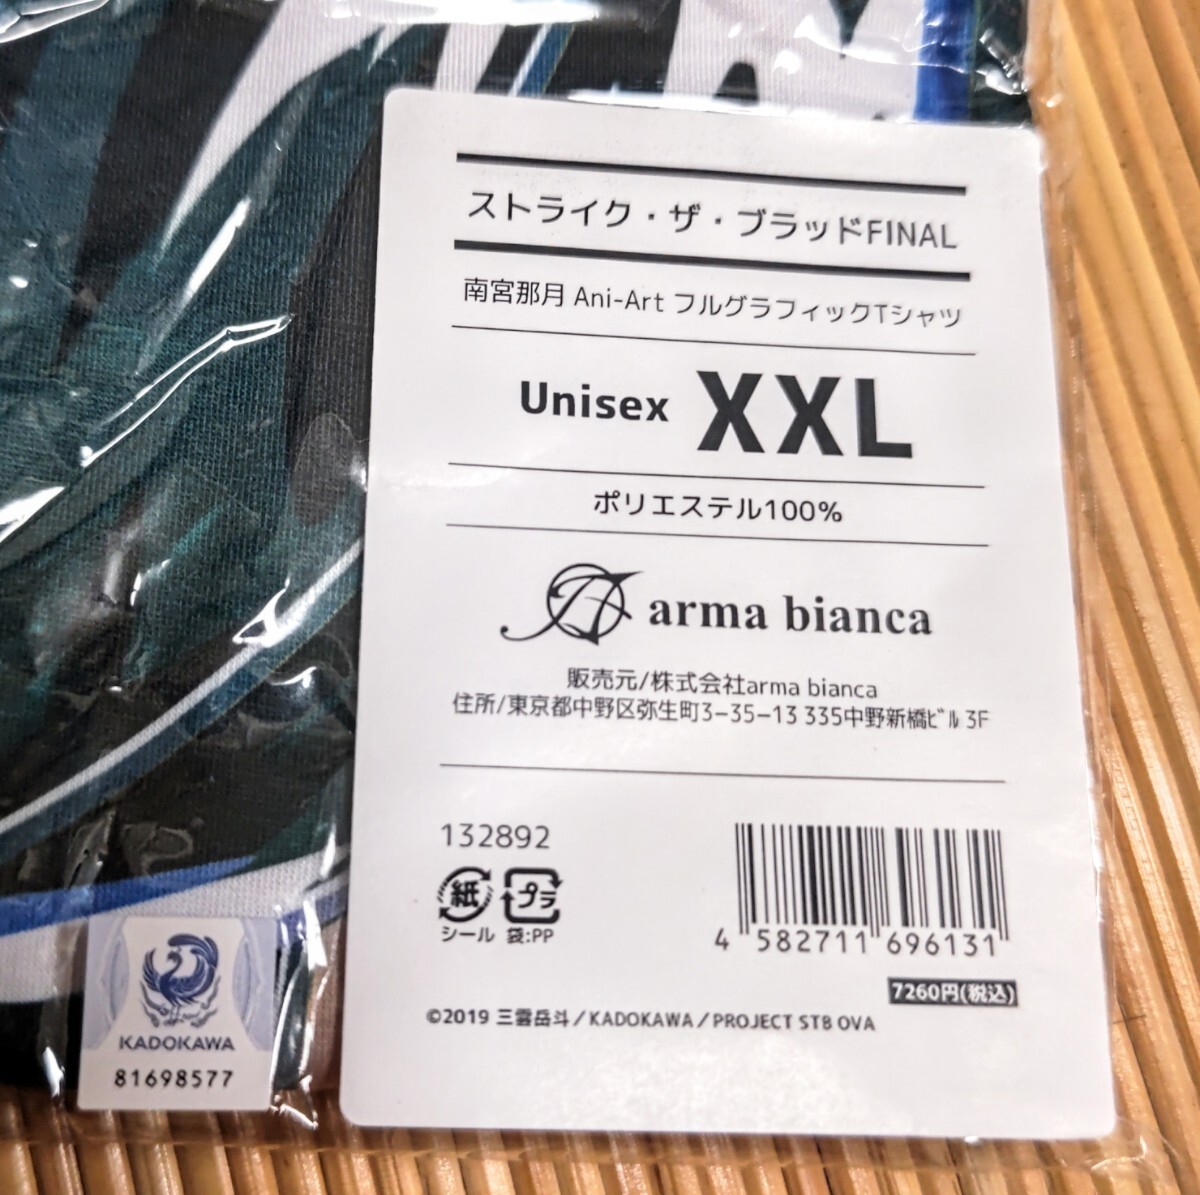 ストライク・ザ・ブラッドFINAL
南宮那月 Ani-Art フルグラフィックTシャツ
Unisex XXL
ポリエステル100%
arma bianca
販売元/株式会社arma bianca
住所/東京都中野区弥生町3−35−13 335中野新橋ビル 3F
132892
紙 プラ
シール 袋:PP
4 582711 696131
7260円(税込)
©2019 三雲岳斗/KADOKAWA/PROJECT STB OVA
KADOKAWA
81698577